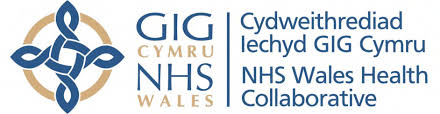 GIG
CYMRU
NHS
WALES
Cydweithrediad
Iechyd GIG Cymru
NHS Wales Health
Collaborative